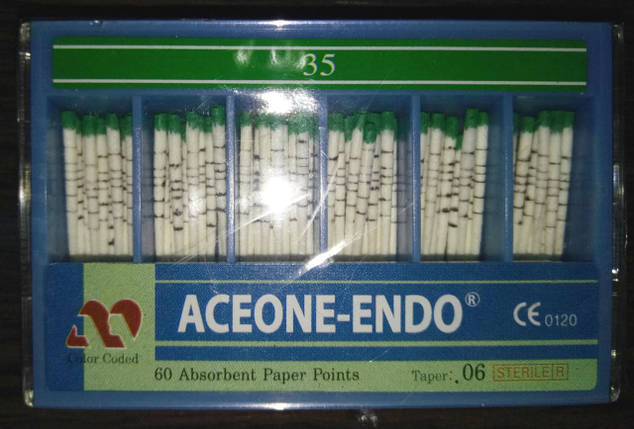 35
ACEONE-ENDO®
CE 0120
Color Coded
60 Absorbent Paper Points
Taper: .06 STERILE R